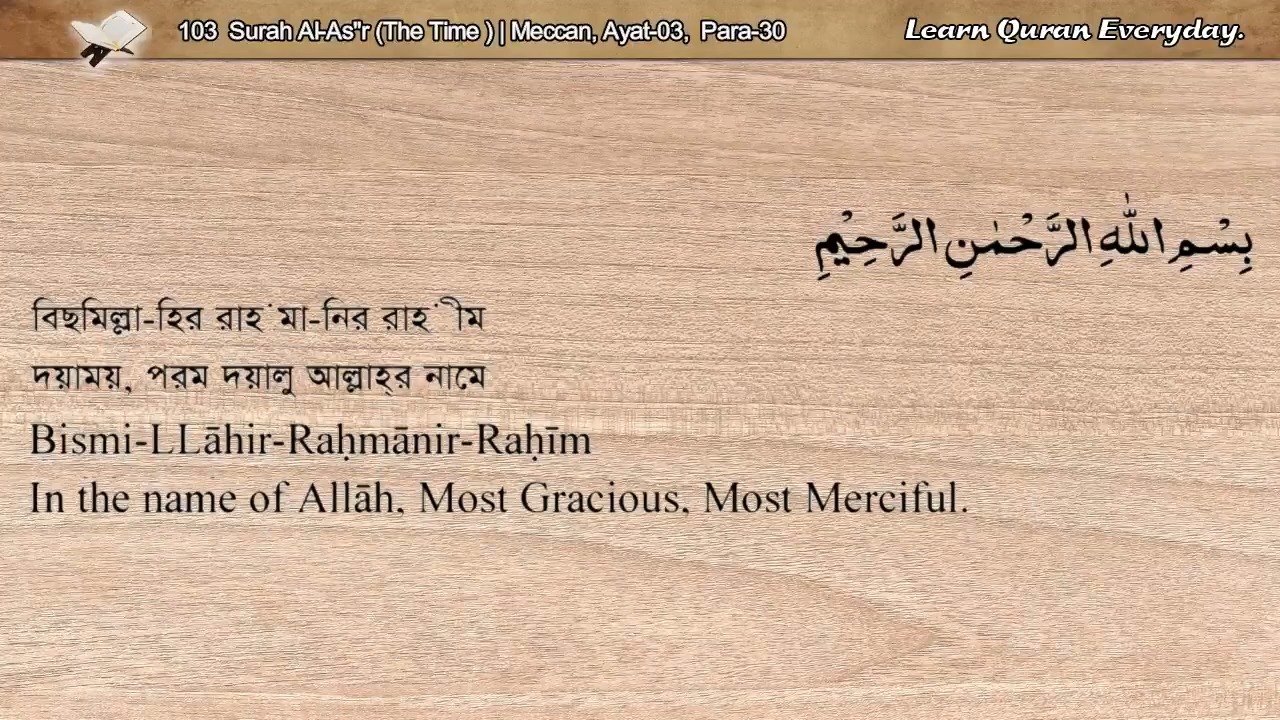 103 Surah Al-As"r (The Time ) | Meccan, Ayat-03, Para-30
Learn Quran Everyday.
بِسْمِ اللّٰهِ الرَّحْمٰنِ الرَّحِيْمِ
বিছমিল্লা-হির রাহ'মা-নির রাহ'ীম
দয়াময়, পরম দয়ালু আল্লাহ্‌র নামে
Bismi-LLāhir-Raḥmānir-Raḥīm
In the name of Allāh, Most Gracious, Most Merciful.